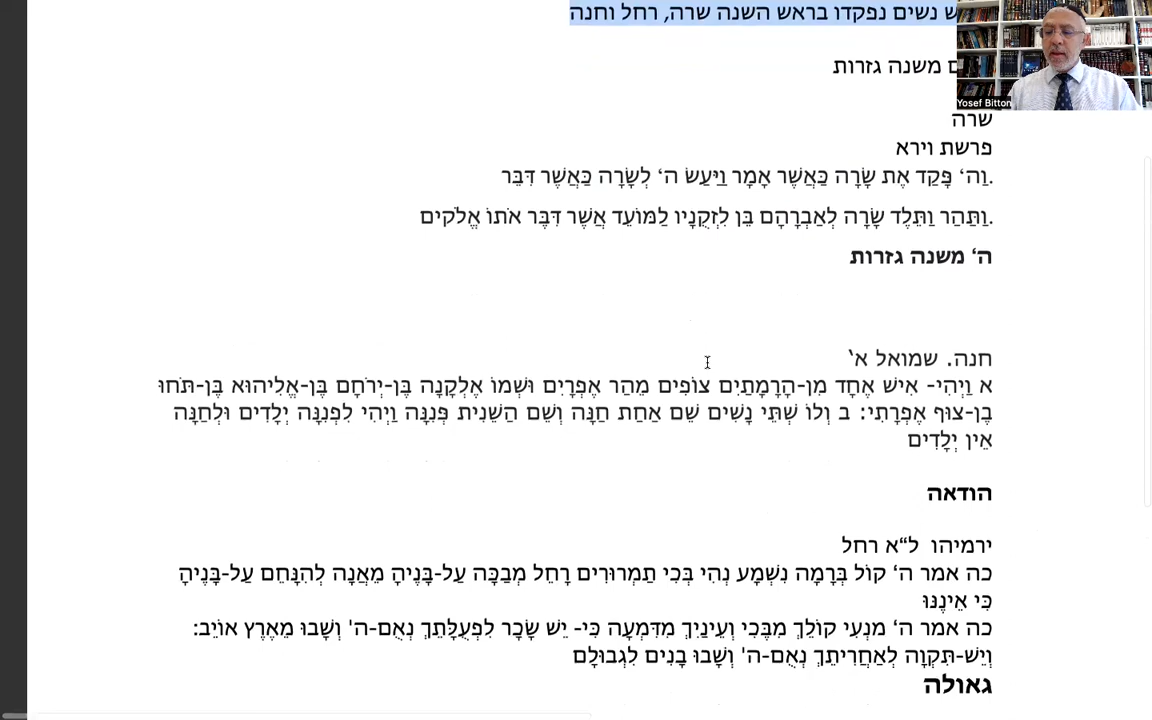 ש נשים נפקדו בראש השנה שרה, רחל וחנה
ם משנה גזרות
Yosef Bitton
שרה
פרשת וירא
.וַה׳ פָּקַד אֶת שָׂרָה כַּאֲשֶׁר אָמָר וַיַּעַשׂ ה׳ לְשָׂרָה כַּאֲשֶׁר דִּבֵּר
.וַתַּהַר וַתֵּלֶד שָׂרָה לְאַבְרָהָם בֵּן לִזְקֻנָיו לַמּוֹעֵד אֲשֶׁר דִּבֶּר אֹתוֹ אֱלֹקים
ה׳ משנה גזרות
חנה. שמואל א׳
א וַיְהִי- אִישׁ אֶחָד מִן-הָרָמָתַיִם צוֹפִים מֵהַר אֶפְרָיִם וּשְׁמוֹ אֶלְקָנָה בֶּן-יְרֹחָם בֶּן-אֱלִיהוּא בֶּן-תֹּחוּ
בֶן-צוּף אֶפְרָתִי: ב וְלוֹ שְׁתֵּי נָשִׁים שֵׁם אַחַת חַנָּה וְשֵׁם הַשֵּׁנִית פְּנִנָּה וַיְהִי לִפְנִנָּה יְלָדִים וּלְחַנָּה
אֵין יְלָדִים
הודאה
ירמיהו ל״א רחל
כה אמר ה׳ קוֹל בְּרָמָה נִשְׁמָע נְהִי בְּכִי תַמְרוּרִים רָחֵל מְבַכָּה עַל-בָּנֶיהָ מֵאֲנָה לְהִנָּחֵם עַל-בָּנֶיהָ
כִּי אֵינֶנּוּ
כה אמר ה׳ מִנְעִי קוֹלֵךְ מִבֶּכִי וְעֵינַיִךְ מִדִּמְעָה כִּי- יֵשׁ שָׂכָר לִפְעֻלָּתֵךְ נְאֻם-ה' וְשָׁבוּ מֵאֶרֶץ אוֹיֵב:
וְיֵשׁ-תִּקְוָה לְאַחֲרִיתֵךְ נְאֻם-ה' וְשָׁבוּ בָנִים לִגְבוּלָם
גאולה